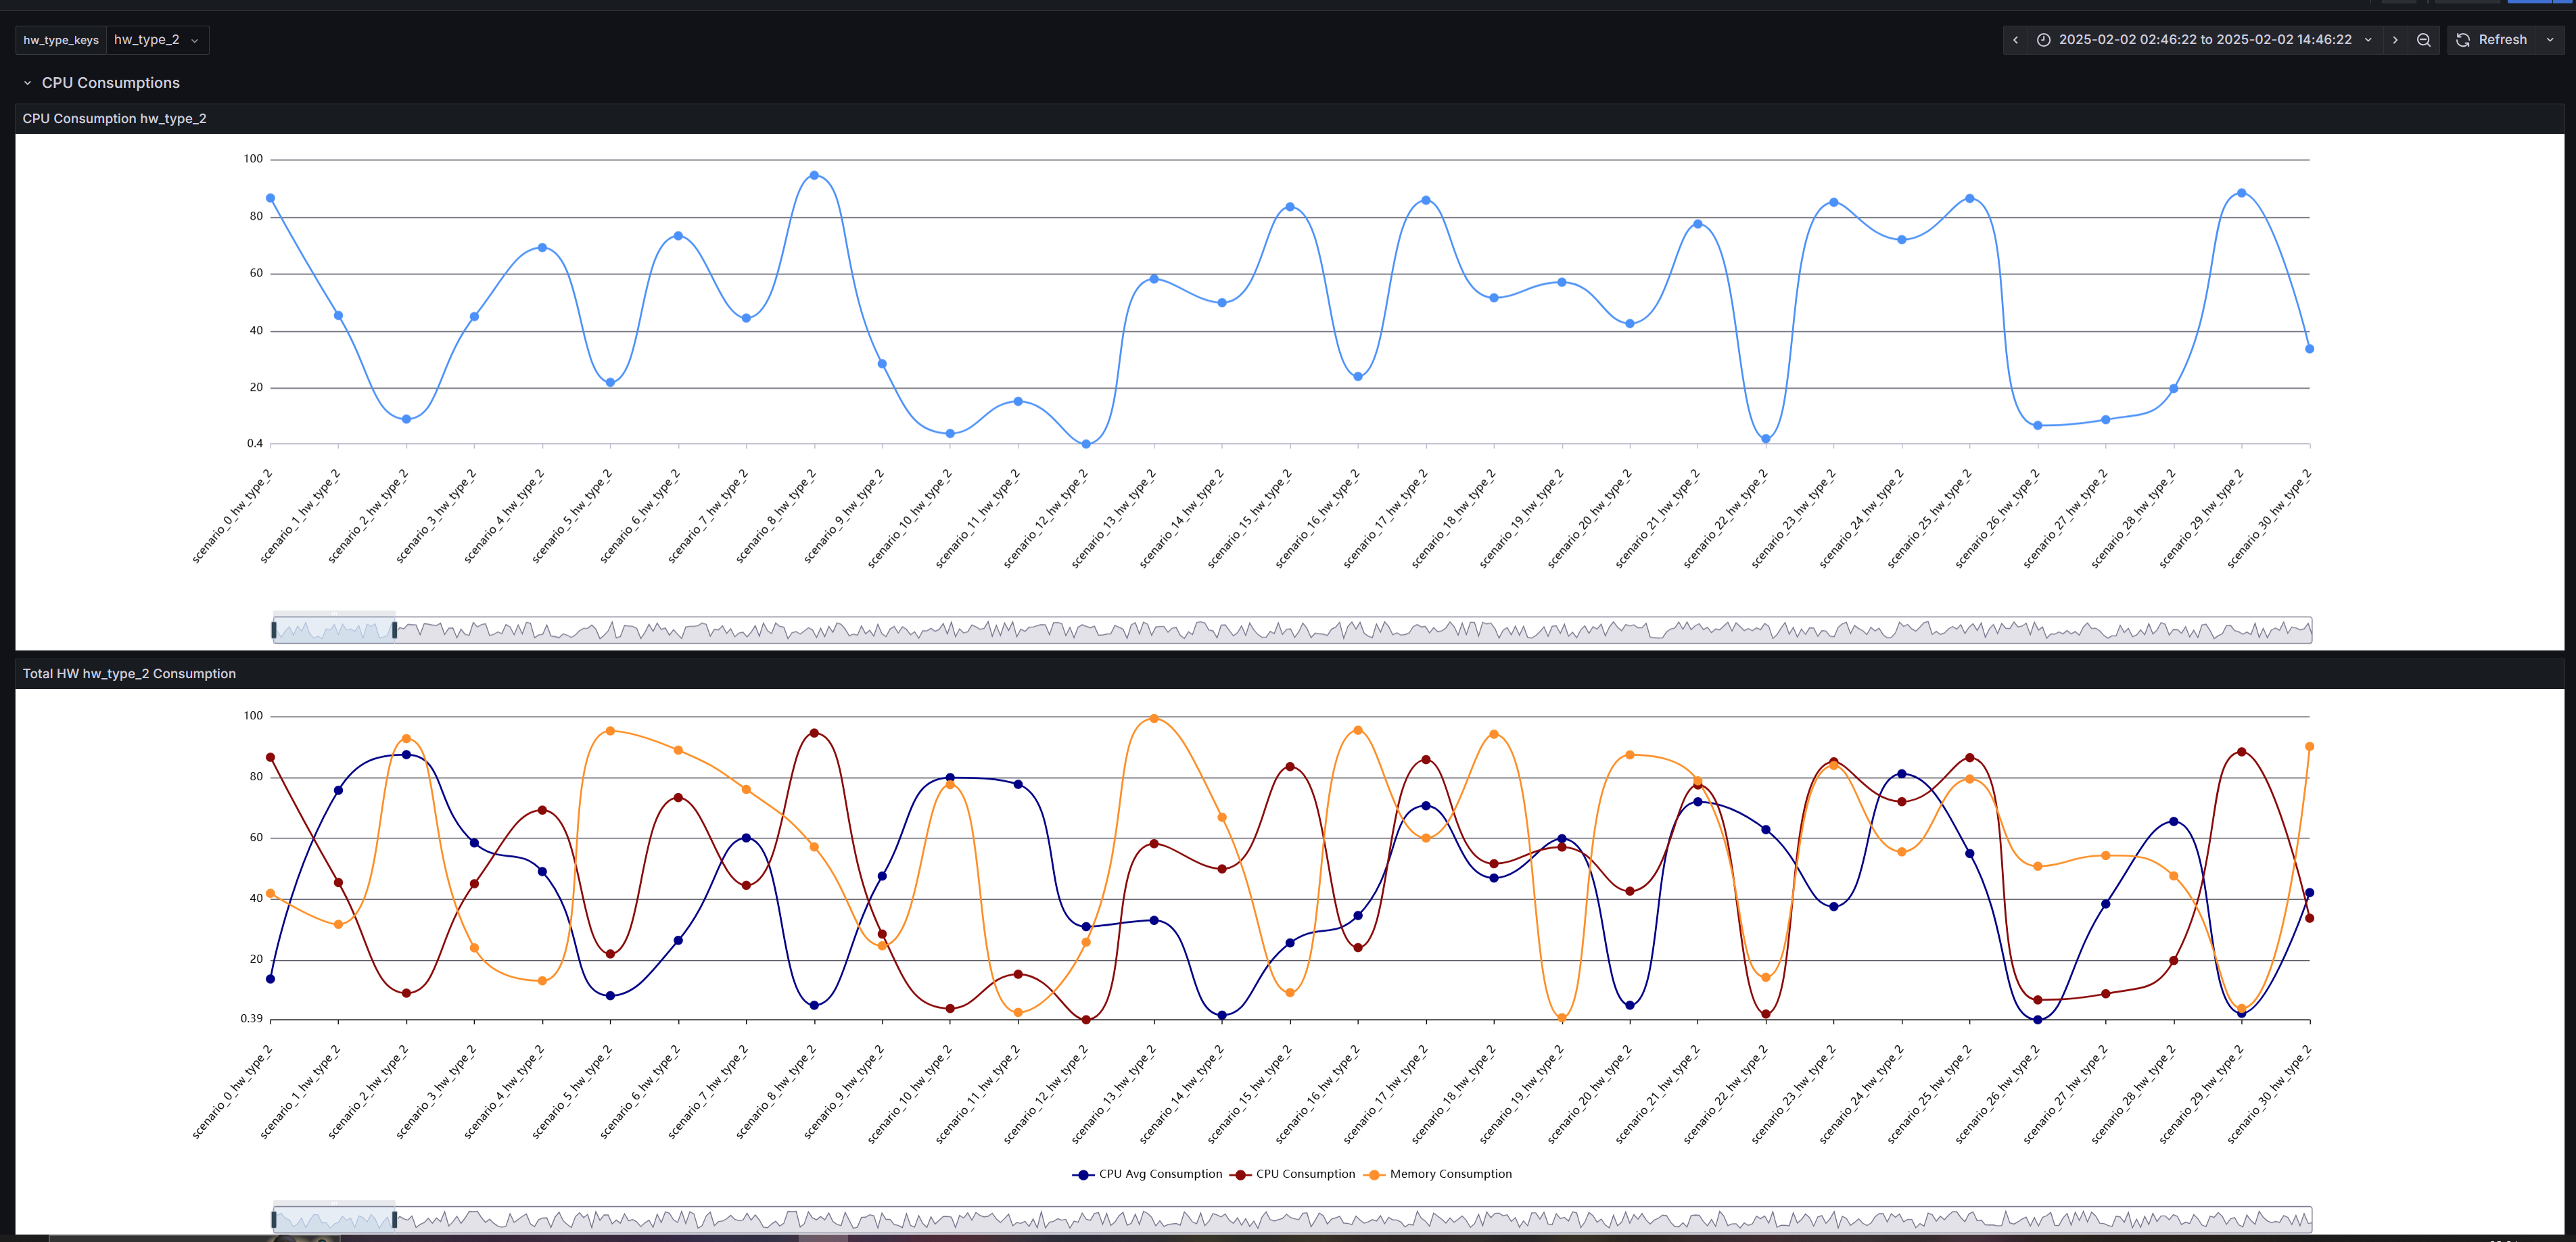 hw_type_keys hw_type_2 2025-02-02 02:46:22 to 2025-02-02 14:46:22 Refresh
CPU Consumptions
CPU Consumption hw_type_2
100
80
60
40
20
0.4
scenario_0_hw_type_2
scenario_1_hw_type_2
scenario_2_hw_type_2
scenario_3_hw_type_2
scenario_4_hw_type_2
scenario_5_hw_type_2
scenario_6_hw_type_2
scenario_7_hw_type_2
scenario_8_hw_type_2
scenario_9_hw_type_2
scenario_10_hw_type_2
scenario_11_hw_type_2
scenario_12_hw_type_2
scenario_13_hw_type_2
scenario_14_hw_type_2
scenario_15_hw_type_2
scenario_16_hw_type_2
scenario_17_hw_type_2
scenario_18_hw_type_2
scenario_19_hw_type_2
scenario_20_hw_type_2
scenario_21_hw_type_2
scenario_22_hw_type_2
scenario_23_hw_type_2
scenario_24_hw_type_2
scenario_25_hw_type_2
scenario_26_hw_type_2
scenario_27_hw_type_2
scenario_28_hw_type_2
scenario_29_hw_type_2
scenario_30_hw_type_2
Total HW hw_type_2 Consumption
100
80
60
40
20
0.39
scenario_0_hw_type_2
scenario_1_hw_type_2
scenario_2_hw_type_2
scenario_3_hw_type_2
scenario_4_hw_type_2
scenario_5_hw_type_2
scenario_6_hw_type_2
scenario_7_hw_type_2
scenario_8_hw_type_2
scenario_9_hw_type_2
scenario_10_hw_type_2
scenario_11_hw_type_2
scenario_12_hw_type_2
scenario_13_hw_type_2
scenario_14_hw_type_2
scenario_15_hw_type_2
scenario_16_hw_type_2
scenario_17_hw_type_2
scenario_18_hw_type_2
scenario_19_hw_type_2
scenario_20_hw_type_2
scenario_21_hw_type_2
scenario_22_hw_type_2
scenario_23_hw_type_2
scenario_24_hw_type_2
scenario_25_hw_type_2
scenario_26_hw_type_2
scenario_27_hw_type_2
scenario_28_hw_type_2
scenario_29_hw_type_2
scenario_30_hw_type_2
CPU Avg Consumption CPU Consumption Memory Consumption